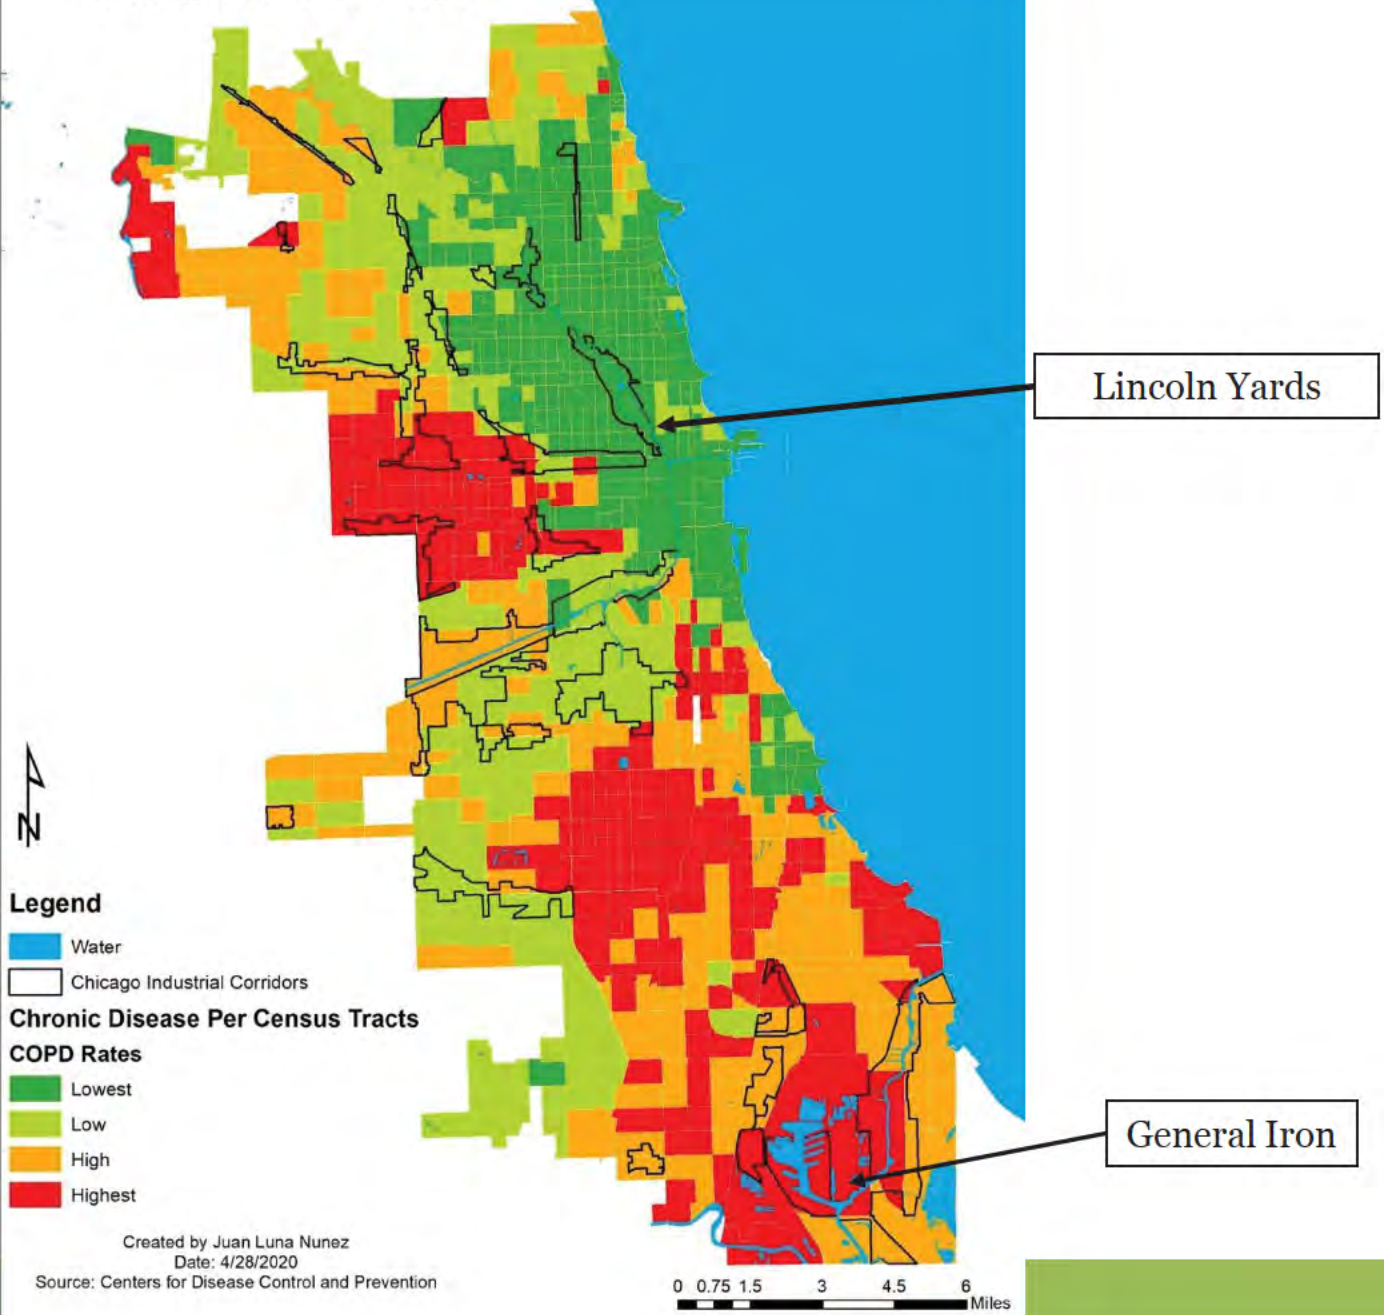 Lincoln Yards
General Iron
N
Legend
Water
Chicago Industrial Corridors
Chronic Disease Per Census Tracts
COPD Rates
Lowest
Low
High
Highest
Created by Juan Luna Nunez
Date: 4/28/2020
Source: Centers for Disease Control and Prevention
0 0.75 1.5 3 4.5 6
Miles